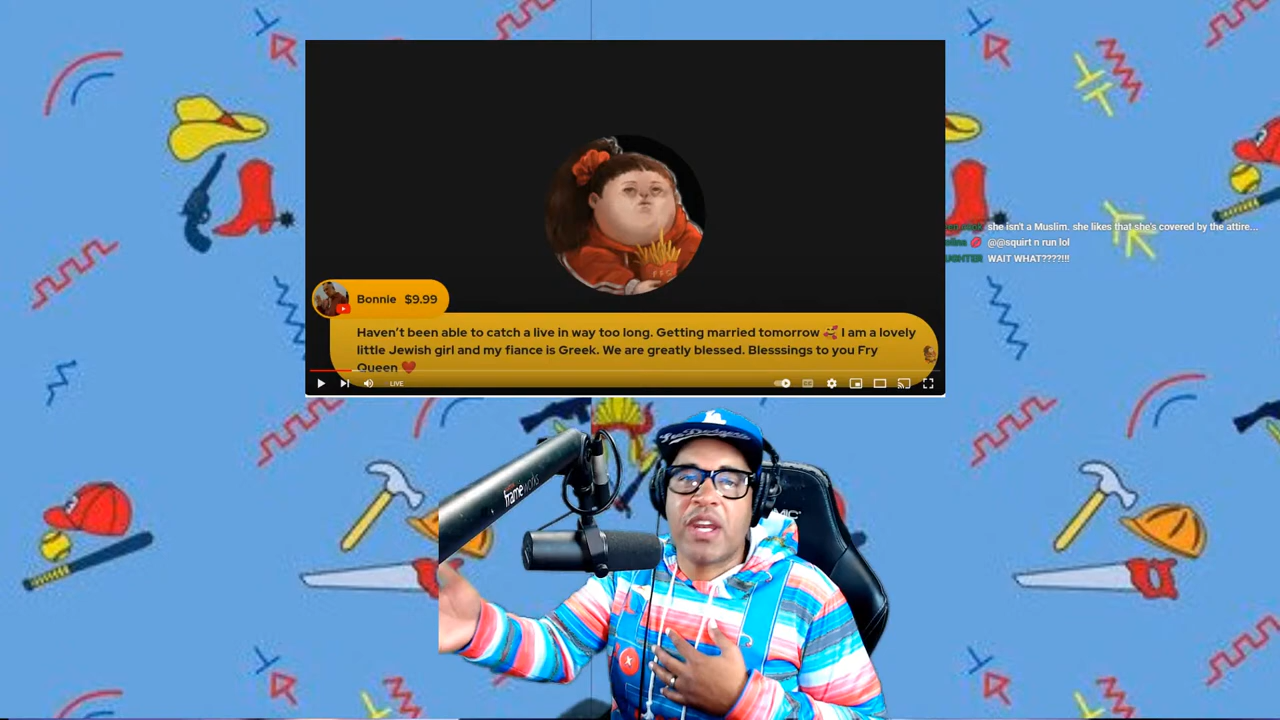 she isn't a Muslim. she likes that she's covered by the attire...
@@squirt n run lol
WAIT WHAT????!!!
Bonnie $9.99
Haven't been able to catch a live in way too long. Getting married tomorrow 💒 I am a lovely
little Jewish girl and my fiance is Greek. We are greatly blessed. Blesssings to you Fry
Queen ❤️
LIVE
frameworks